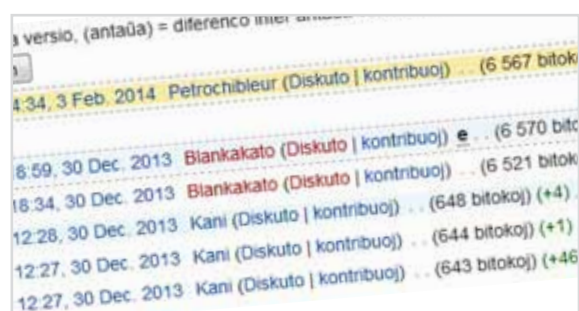 versio, (antaŭa) = diferenco inter
4:34, 3 Feb. 2014 Petrochibleur (Diskuto | kontribuoj) . . (6 567 bitok
8:59, 30 Dec. 2013 Blankakato (Diskuto | kontribuoj) e . . (6 570 bito
18:34, 30 Dec. 2013 Blankakato (Diskuto | kontribuoj) . . (6 521 bitok
12:28, 30 Dec. 2013 Kani (Diskuto | kontribuoj) . . (648 bitokoj) (+4) .
12:27, 30 Dec. 2013 Kani (Diskuto | kontribuoj) . . (644 bitokoj) (+1)
12:27, 30 Dec. 2013 Kani (Diskuto | kontribuoj) . . (643 bitokoj) (+46